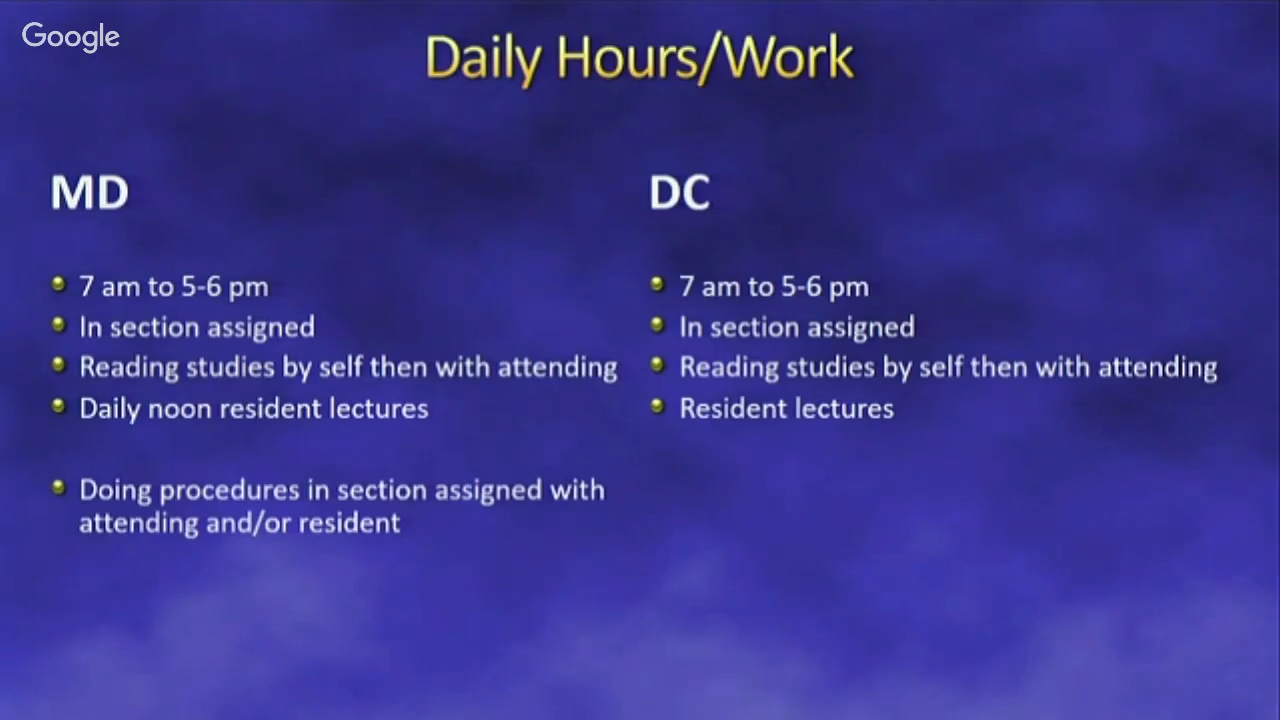 Google
Daily Hours/Work
MD
7 am to 5-6 pm
In section assigned
Reading studies by self then with attending
Daily noon resident lectures
Doing procedures in section assigned with
attending and/or resident
DC
7 am to 5-6 pm
In section assigned
Reading studies by self then with attending
Resident lectures